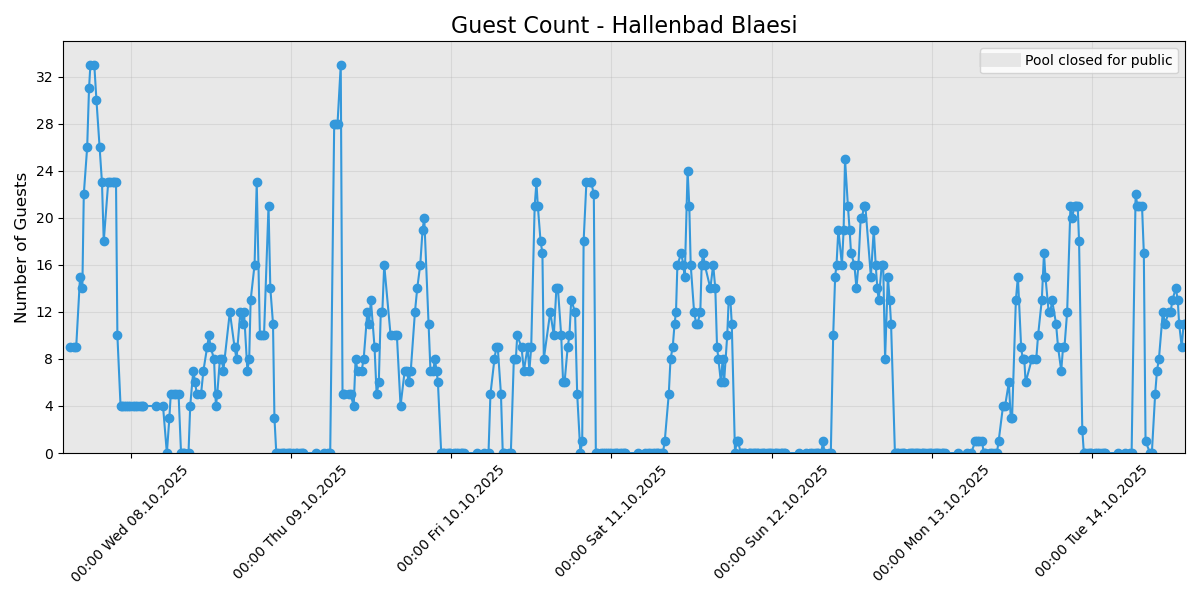 Guest Count - Hallenbad Blaesi
Pool closed for public
Number of Guests
32
28
24
20
16
12
8
4
0
00:00 Wed 08.10.2025
00:00 Thu 09.10.2025
00:00 Fri 10.10.2025
00:00 Sat 11.10.2025
00:00 Sun 12.10.2025
00:00 Mon 13.10.2025
00:00 Tue 14.10.2025